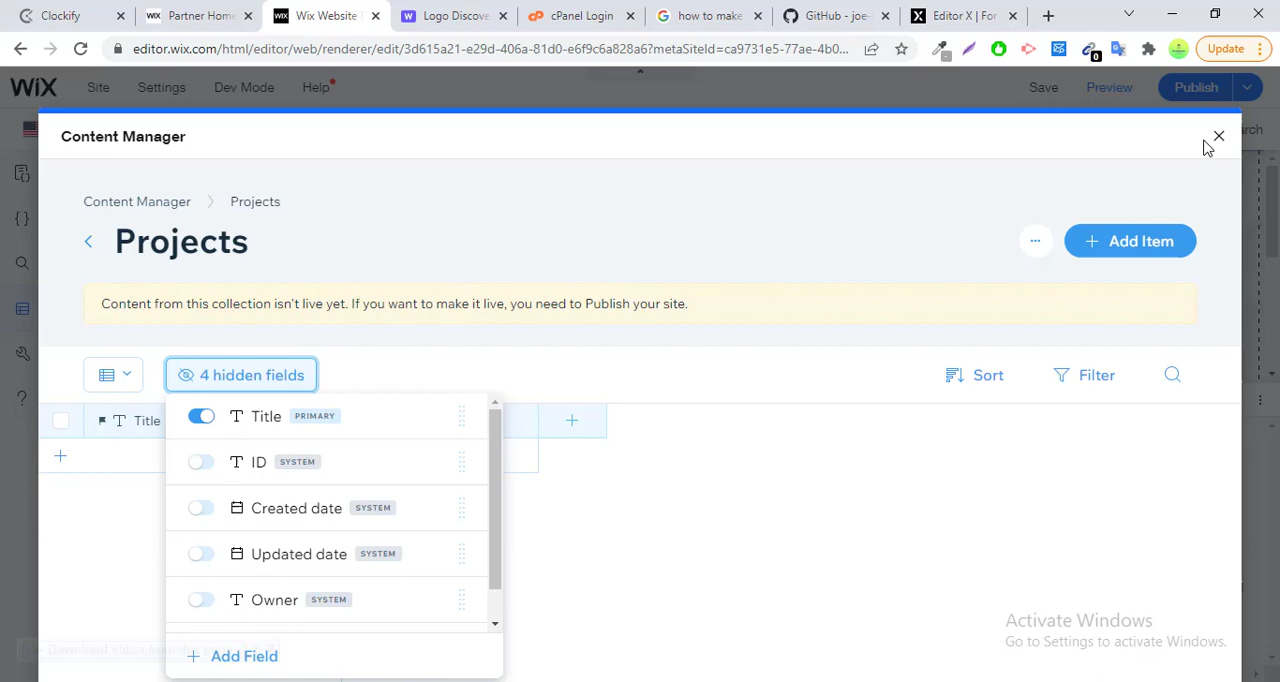 Clockify
Partner Home
Wix Website
Logo Discove
cPanel Login
how to make
GitHub - joe-
Editor X | For
editor.wix.com/html/editor/web/renderer/edit/3d615a21-e29d-406a-81d0-e6f9c6a828a6?metaSiteId=ca9731e5-77ae-4b0...
0
Update
WiX
Site
Settings
Dev Mode
Help
Save
Preview
Publish
Content Manager
Content Manager
Projects
Projects
+ Add Item
Content from this collection isn't live yet. If you want to make it live, you need to Publish your site.
4 hidden fields
Sort
Filter
Title
Title PRIMARY
ID SYSTEM
Created date SYSTEM
Updated date SYSTEM
Owner SYSTEM
+ Add Field
Activate Windows
Go to Settings to activate Windows.